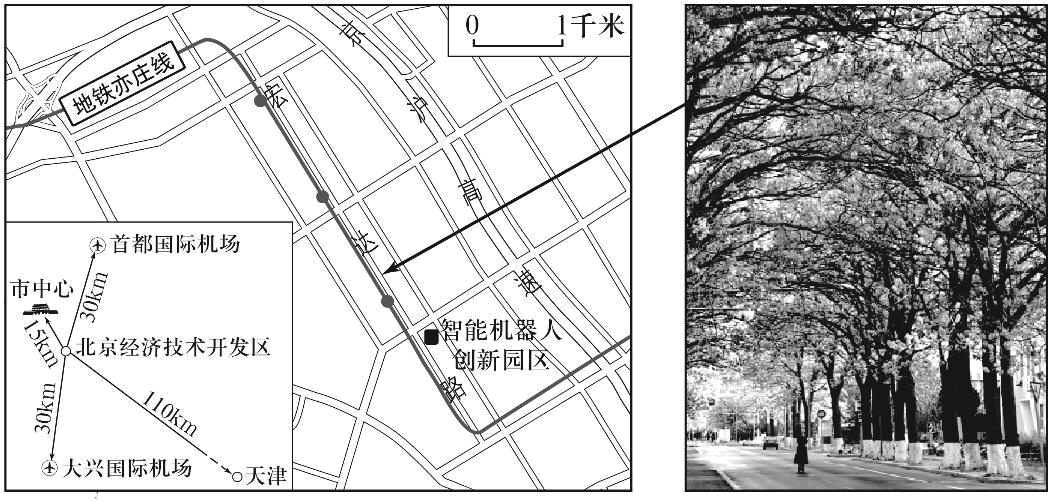 地铁亦庄线
京沪高速
0 1千米
宏达路
智能机器人
创新园区
首都国际机场
市中心
30km
15km
北京经济技术开发区
30km
110km
大兴国际机场
天津